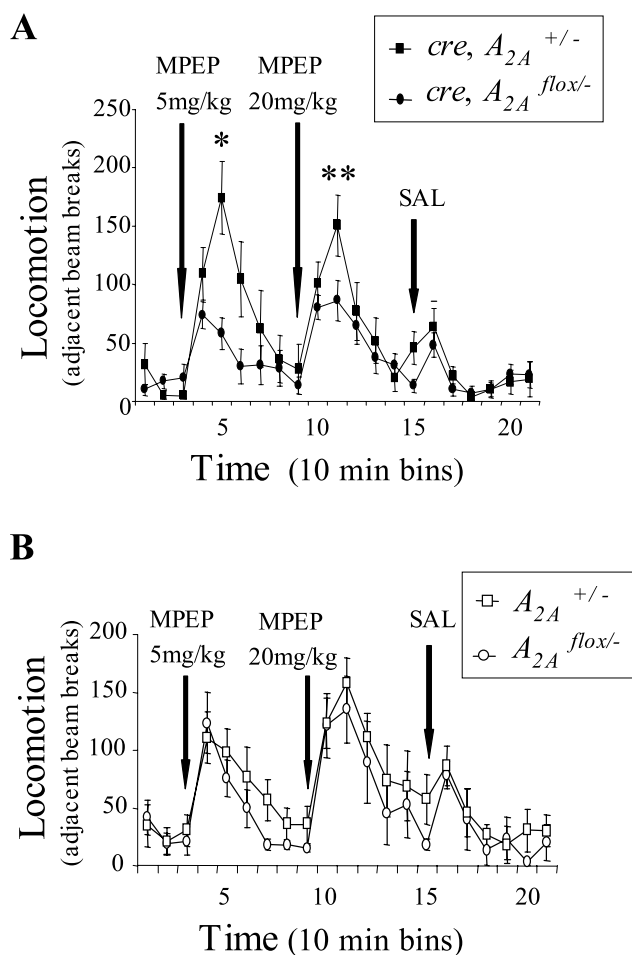 A
cre, A2A +/-
cre, A2A flox/-
MPEP
5mg/kg
MPEP
20mg/kg
SAL
*
**
Locomotion
(adjacent beam breaks)
250
200
150
100
50
0
5
10
15
20
Time (10 min bins)
B
A2A +/-
A2A flox/-
MPEP
5mg/kg
MPEP
20mg/kg
SAL
Locomotion
(adjacent beam breaks)
200
150
100
50
0
5
10
15
20
Time (10 min bins)